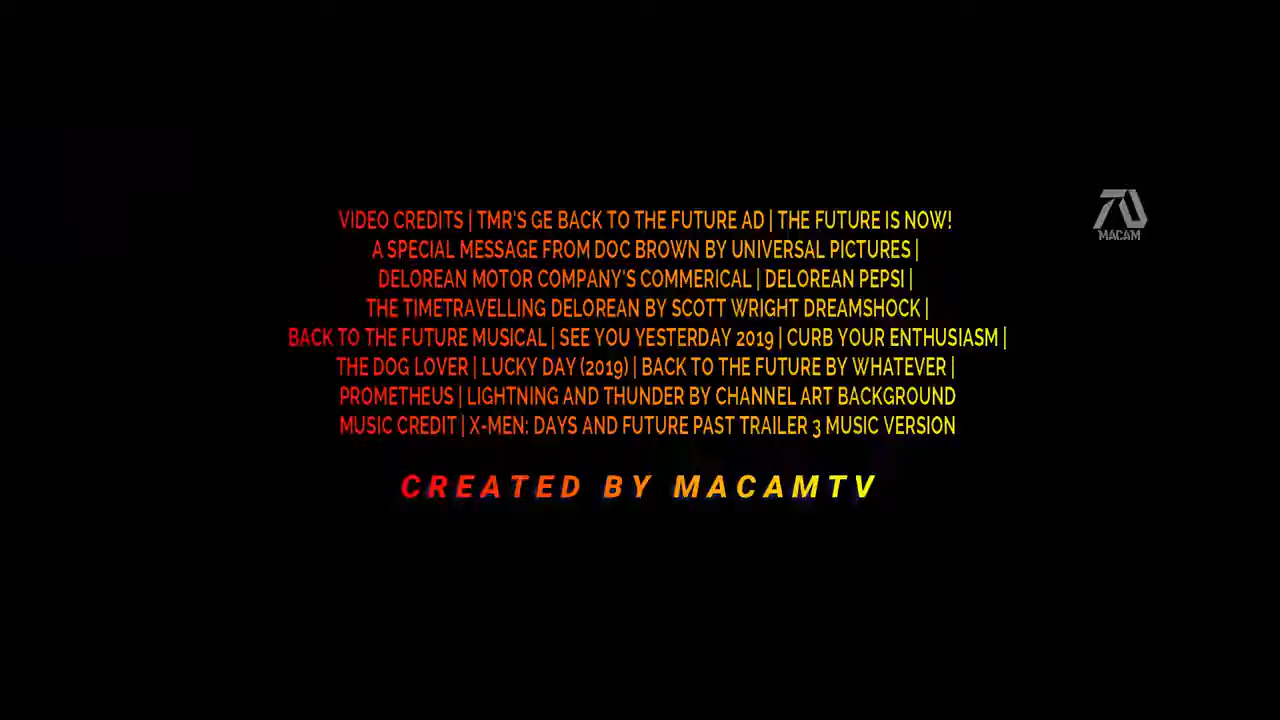 VIDEO CREDITS | TMR'S GE BACK TO THE FUTURE AD | THE FUTURE IS NOW!
A SPECIAL MESSAGE FROM DOC BROWN BY UNIVERSAL PICTURES |
DELOREAN MOTOR COMPANY'S COMMERICAL | DELOREAN PEPSI |
THE TIMETRAVELLING DELOREAN BY SCOTT WRIGHT DREAMSHOCK |
BACK TO THE FUTURE MUSICAL | SEE YOU YESTERDAY 2019 | CURB YOUR ENTHUSIASM |
THE DOG LOVER | LUCKY DAY (2019) | BACK TO THE FUTURE BY WHATEVER |
PROMETHEUS | LIGHTNING AND THUNDER BY CHANNEL ART BACKGROUND
MUSIC CREDIT | X-MEN: DAYS AND FUTURE PAST TRAILER 3 MUSIC VERSION
CREATED BY MACAMTV
MACAM